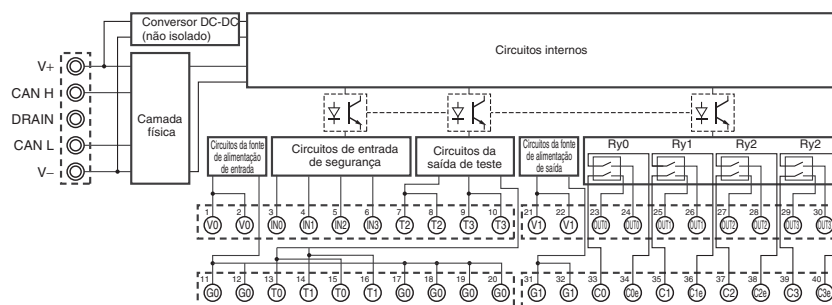 Conversor DC-DC
(não isolado)
Circuitos internos
V+
CAN H
DRAIN
CAN L
V–
Camada
física
Circuitos da fonte
de alimentação
de entrada
Circuitos de entrada
de segurança
Circuitos da
saída de teste
Circuitos da fonte
de alimentação
de saída
Ry0
Ry1
Ry2
Ry2
1 2 3 4 5 6 7 8 9 10
V0 V0 IN0 IN1 IN2 IN3 T2 T2 T3 T3
21 22 23 24 25 26 27 28 29 30
V1 V1 OUT0 OUT0 OUT1 OUT1 OUT2 OUT2 OUT3 OUT3
11 12 13 14 15 16 17 18 19 20
G0 G0 T0 T1 T0 T1 G0 G0 G0 G0
31 32 33 34 35 36 37 38 39 40
G1 G1 C0 C0e C1 C1e C2 C2e C3 C3e